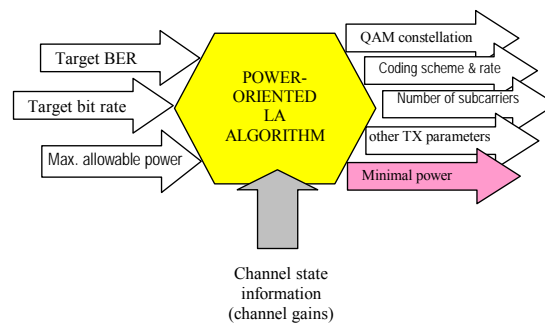 Target BER
Target bit rate
Max. allowable power
POWER-
ORIENTED
LA
ALGORITHM
QAM constellation
Coding scheme & rate
Number of subcarriers
other TX parameters
Minimal power
Channel state
information
(channel gains)